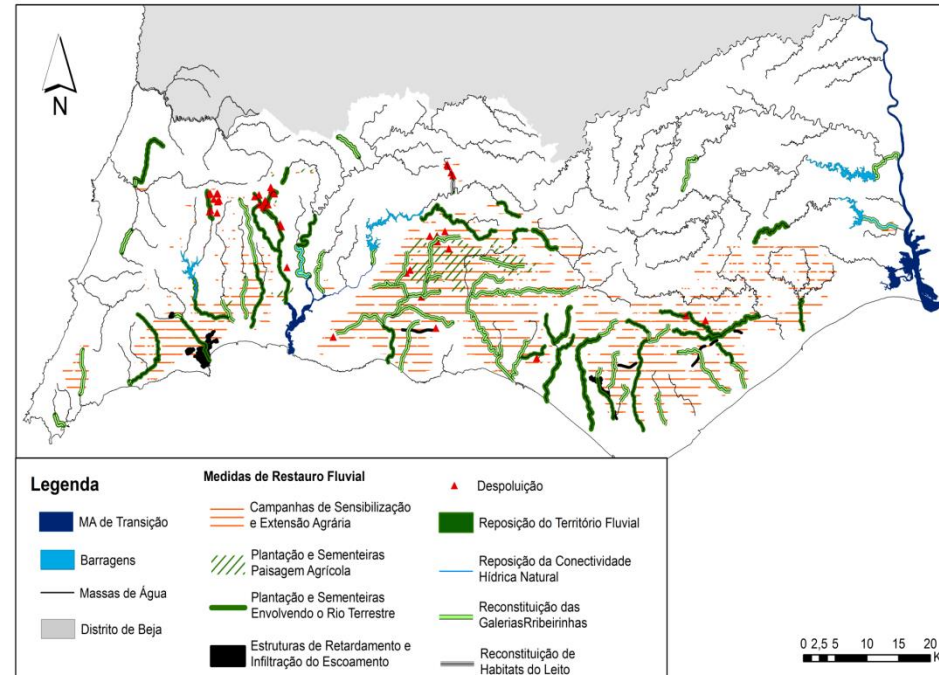 N
Legenda
MA de Transição
Barragens
Massas de Água
Distrito de Beja
Medidas de Restauro Fluvial
Campanhas de Sensibilização
e Extensão Agrária
Plantação e Sementeiras
Paisagem Agrícola
Plantação e Sementeiras
Envolvendo o Rio Terrestre
Estruturas de Retardamento e
Infiltração do Escoamento
Despoluição
Reposição do Território Fluvial
Reposição da Conectividade
Hídrica Natural
Reconstituição das
GaleriasRribeirinhas
Reconstituição de
Habitats do Leito
0 2,5 5 10 15 20